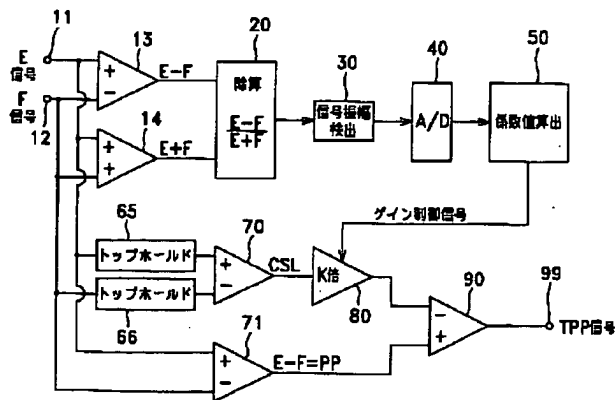 E
信号
11
F
信号
12
13
+
−
E−F
14
+
+
E+F
20
除算
E−F
E+F
30
信号振幅
検出
40
A/D
50
係数値算出
ゲイン制御信号
65
トップホールド
トップホールド
66
70
+
−
CSL
K倍
80
71
+
−
E−F=PP
90
−
+
99
TPP信号